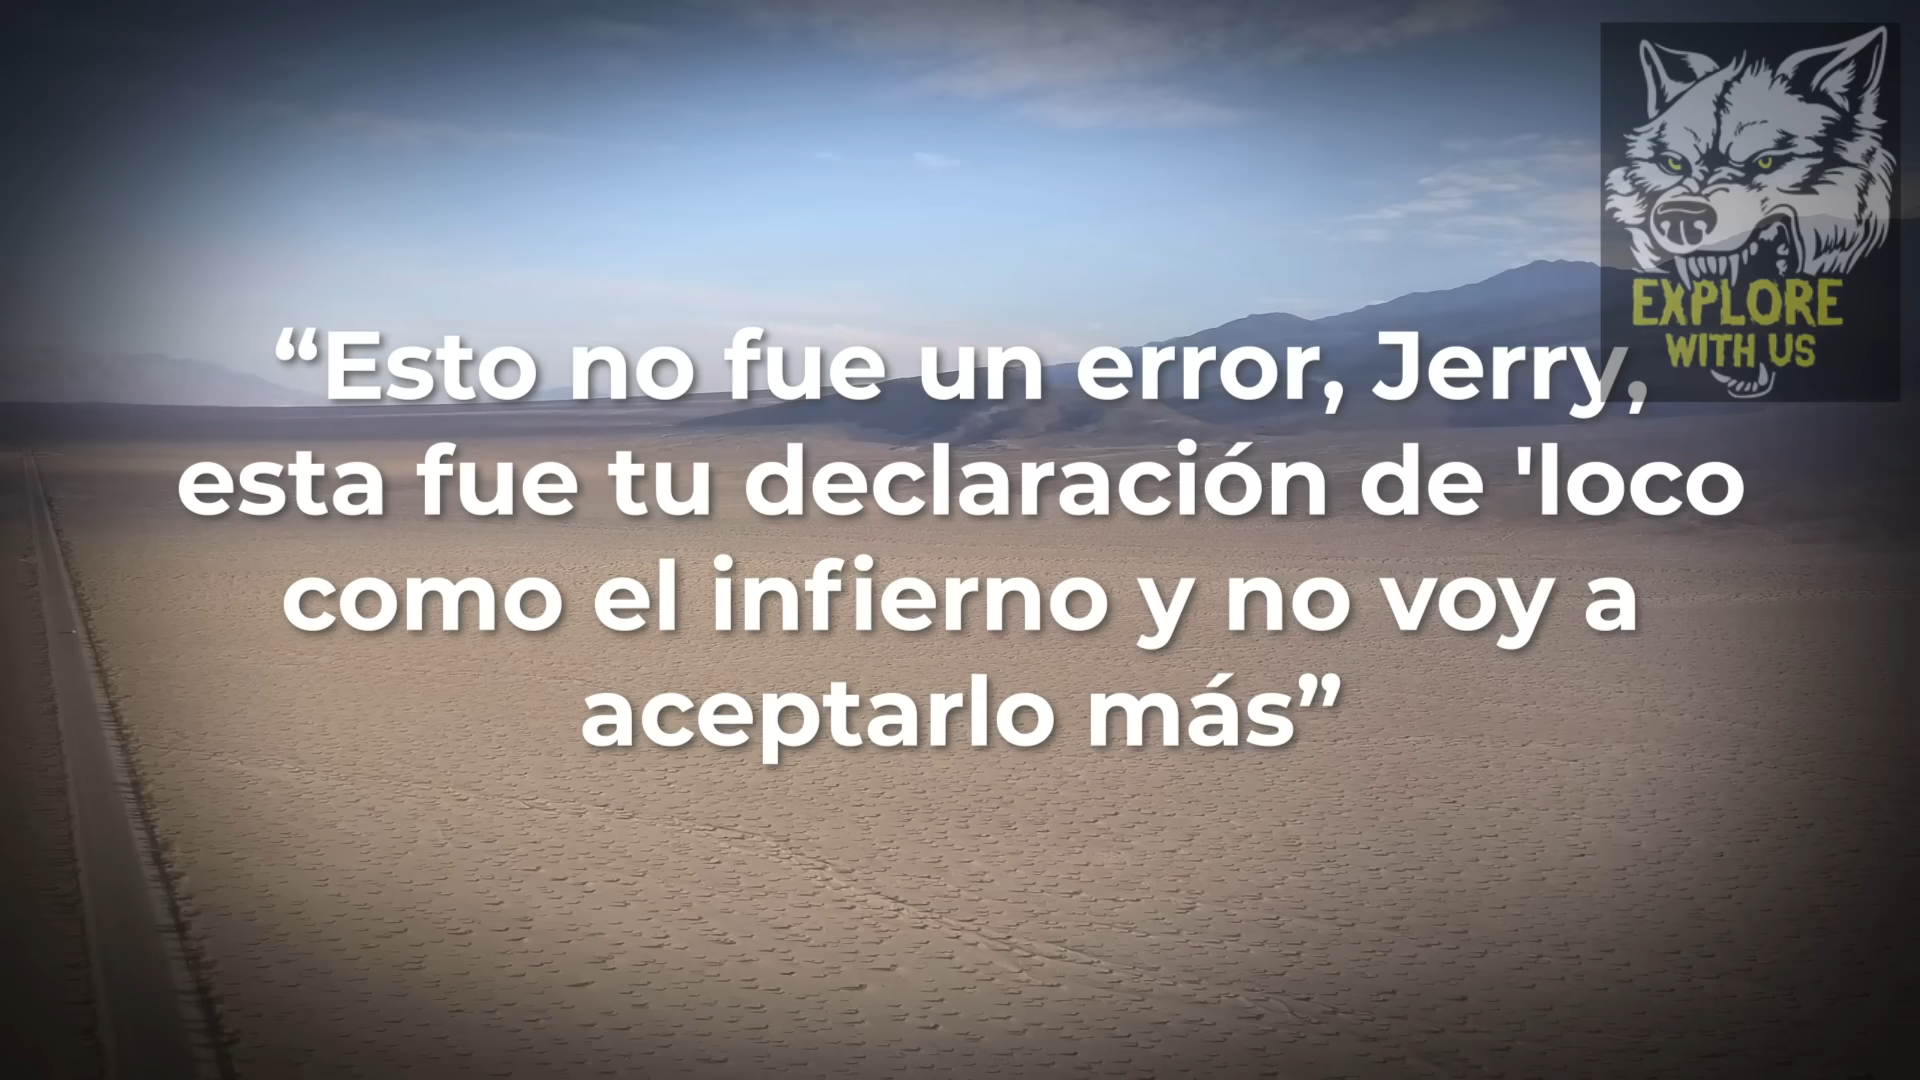 “Esto no fue un error, Jerry,
esta fue tu declaración de 'loco
como el infierno y no voy a
aceptarlo más”
EXPLORE
WITH US